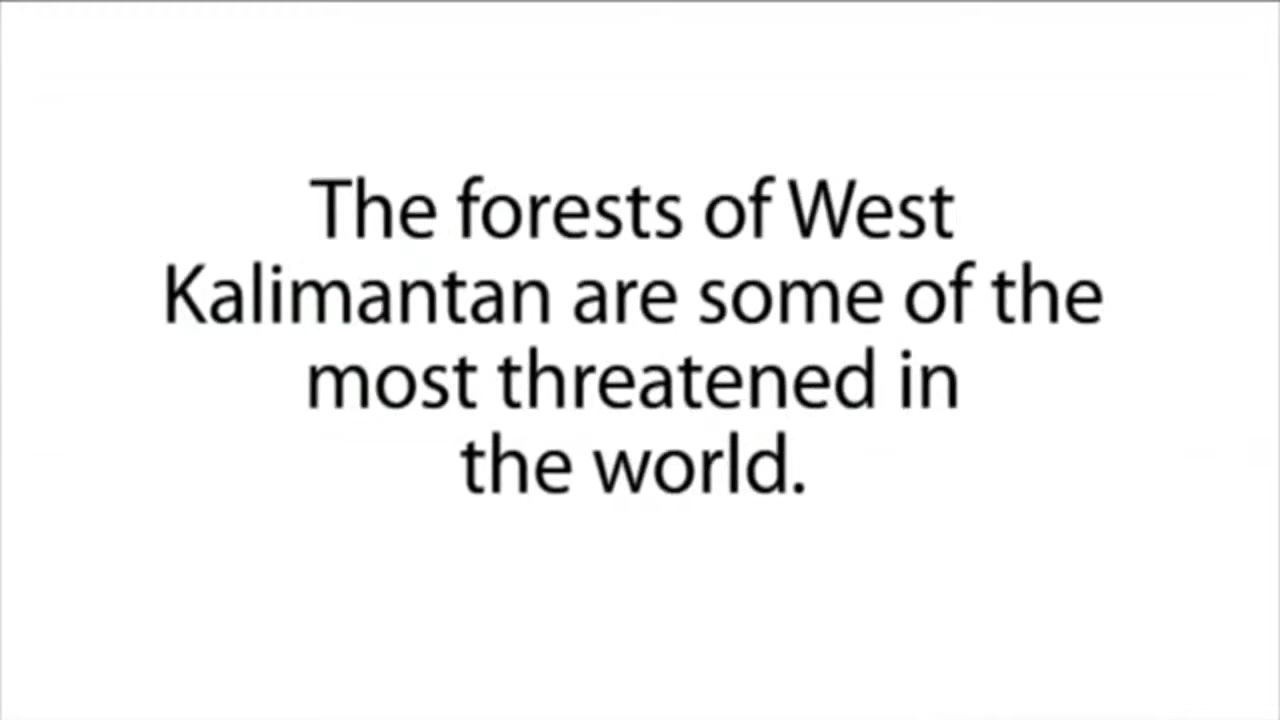 The forests of West
Kalimantan are some of the
most threatened in
the world.